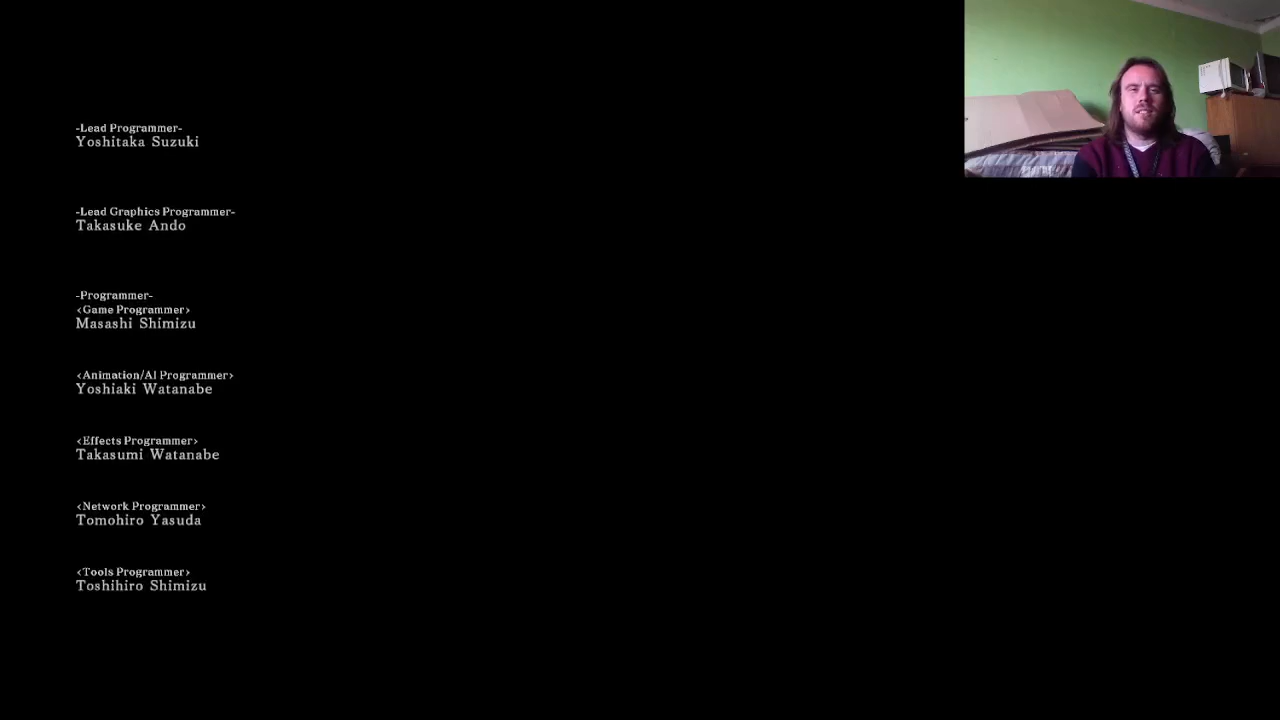 -Lead Programmer-
Yoshitaka Suzuki
-Lead Graphics Programmer-
Takasuke Ando
-Programmer-
<Game Programmer>
Masashi Shimizu
<Animation/AI Programmer>
Yoshiaki Watanabe
<Effects Programmer>
Takasumi Watanabe
<Network Programmer>
Tomohiro Yasuda
<Tools Programmer>
Toshihiro Shimizu